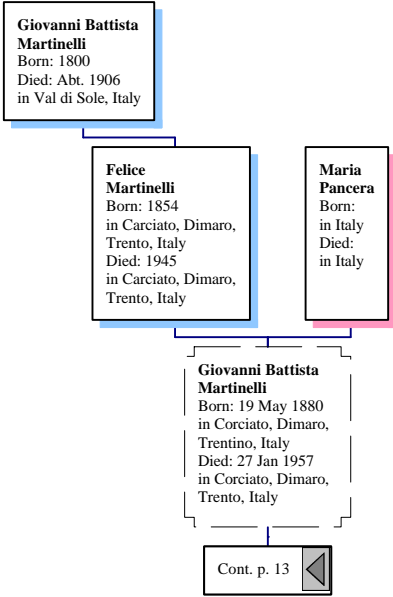 Giovanni Battista
Martinelli
Born: 1800
Died: Abt. 1906
in Val di Sole, Italy
Felice
Martinelli
Born: 1854
in Carciato, Dimaro,
Trento, Italy
Died: 1945
in Carciato, Dimaro,
Trento, Italy
Maria
Pancera
Born:
in Italy
Died:
in Italy
Giovanni Battista
Martinelli
Born: 19 May 1880
in Corciato, Dimaro,
Trentino, Italy
Died: 27 Jan 1957
in Corciato, Dimaro,
Trento, Italy
Cont. p. 13